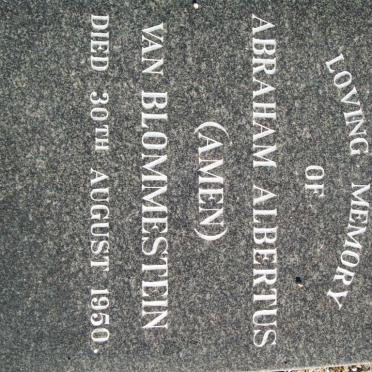 LOVING MEMORY
OF
ABRAHAM ALBERTUS
(AMEN)
VAN BLOMMESTEIN
DIED 30TH AUGUST 1950.